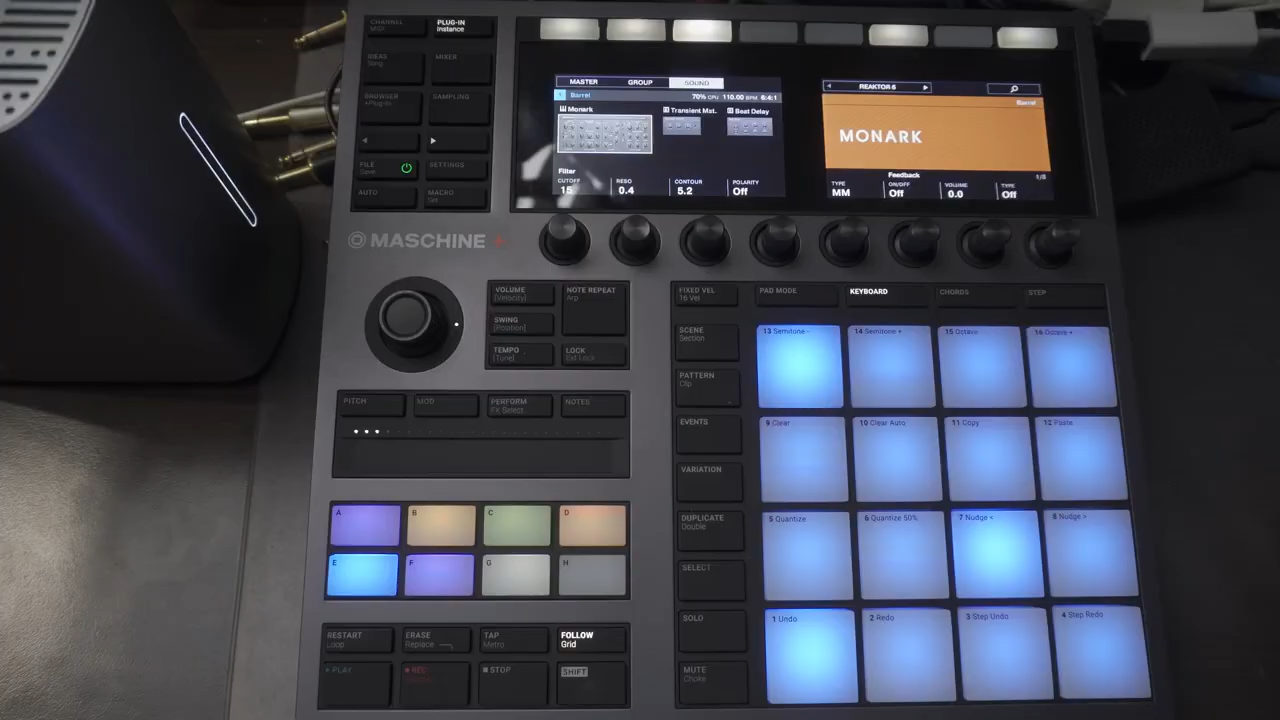 CHANNEL
MIDI
PLUG-IN
Instance
MIXER
BROWSER
+Plug-In
SAMPLING
FILE
Save
SETTINGS
AUTO
MACRO
Set
MASTER GROUP SOUND
Barrel 70% CPU 110.00 BPM 5:4:1
Monark Transient Mst. Beat Delay
Filter
CUTOFF RESO CONTOUR POLARITY
15 0.4 5.2 Off
REAKTOR 6
Barrel
MONARK
Feedback 1/8
TYPE ON/OFF VOLUME TYPE
MM Off 0.0 Off
MASCHINE +
VOLUME
[Velocity]
NOTE REPEAT
Arp
SWING
[Position]
TEMPO
[Tune]
LOCK
Ext Lock
PITCH
MOD
PERFORM
FX Select
NOTES
A B C D
E F G H
RESTART
Loop
ERASE
Replace
TAP
Metro
FOLLOW
Grid
PLAY
REC
STOP
SHIFT
FIXED VEL
16 Vel
PAD MODE
KEYBOARD
CHORDS
STEP
SCENE
Section
PATTERN
Clip
EVENTS
VARIATION
DUPLICATE
Double
SELECT
SOLO
MUTE
Choke
13 Semitone -
14 Semitone +
15 Octave
16 Octave +
9 Clear
10 Clear Auto
11 Copy
12 Paste
5 Quantize
6 Quantize 50%
7 Nudge <
8 Nudge >
1 Undo
2 Redo
3 Step Undo
4 Step Redo